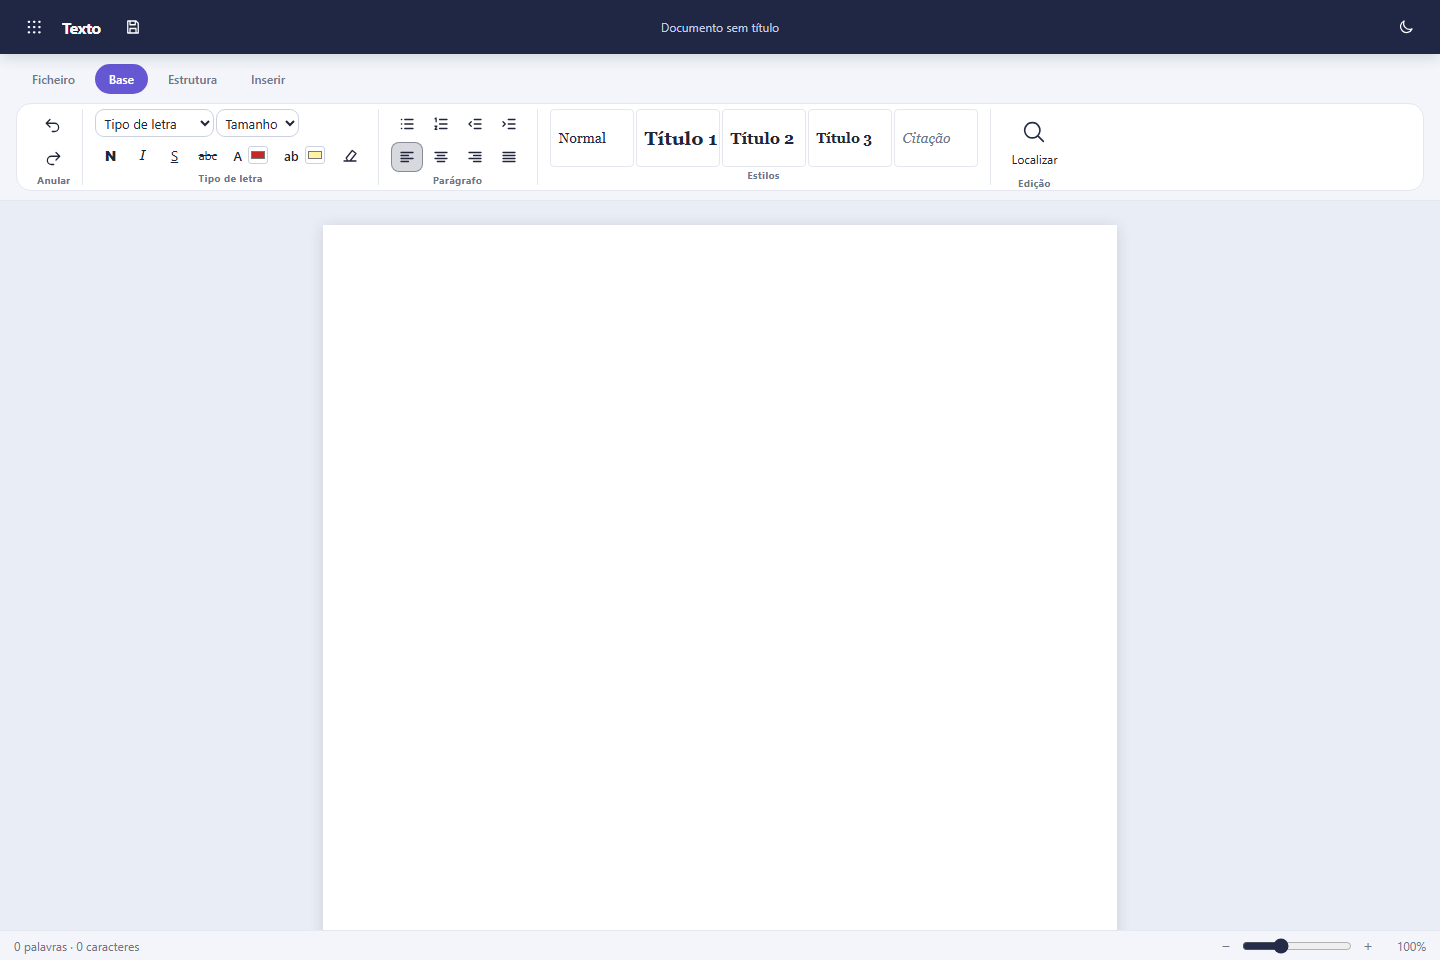 Texto
Documento sem título
Ficheiro
Base
Estrutura
Inserir
Anular
Tipo de letra
Tamanho
N
I
S
abc
A
ab
Tipo de letra
Parágrafo
Normal
Título 1
Título 2
Título 3
Citação
Estilos
Localizar
Edição
0 palavras · 0 caracteres
− + 100%